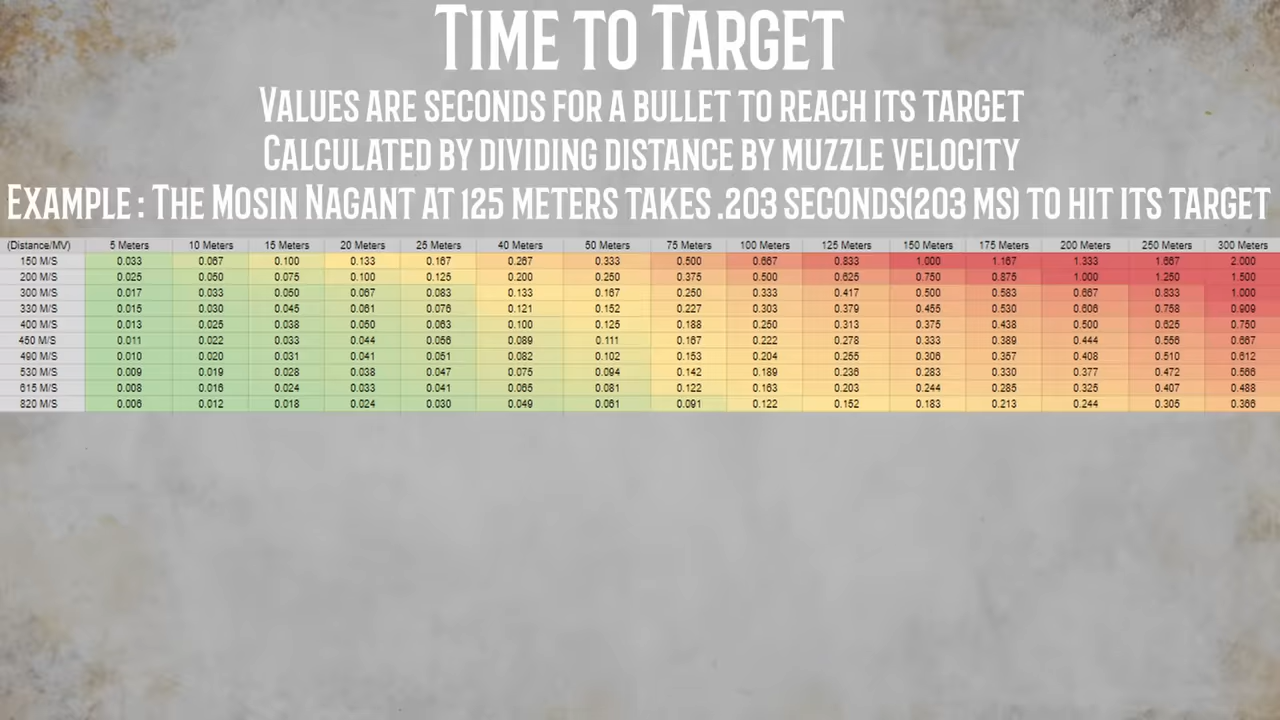 Time to Target
Values are seconds for a bullet to reach its target
Calculated by dividing distance by muzzle velocity
Example : The Mosin Nagant at 125 meters takes .203 seconds(203 ms) to hit its target
(Distance/MV) 5 Meters 10 Meters 15 Meters 20 Meters 25 Meters 40 Meters 50 Meters 75 Meters 100 Meters 125 Meters 150 Meters 175 Meters 200 Meters 250 Meters 300 Meters
150 M/S 0.033 0.067 0.100 0.133 0.167 0.267 0.333 0.500 0.667 0.833 1.000 1.167 1.333 1.667 2.000
200 M/S 0.025 0.050 0.075 0.100 0.125 0.200 0.250 0.375 0.500 0.625 0.750 0.875 1.000 1.250 1.500
300 M/S 0.017 0.033 0.050 0.067 0.083 0.133 0.167 0.250 0.333 0.417 0.500 0.583 0.667 0.833 1.000
330 M/S 0.015 0.030 0.045 0.061 0.076 0.121 0.152 0.227 0.303 0.379 0.455 0.530 0.606 0.758 0.909
400 M/S 0.013 0.025 0.038 0.050 0.063 0.100 0.125 0.188 0.250 0.313 0.375 0.438 0.500 0.625 0.750
450 M/S 0.011 0.022 0.033 0.044 0.056 0.089 0.111 0.167 0.222 0.278 0.333 0.389 0.444 0.556 0.667
490 M/S 0.010 0.020 0.031 0.041 0.051 0.082 0.102 0.153 0.204 0.255 0.306 0.357 0.408 0.510 0.612
530 M/S 0.009 0.019 0.028 0.038 0.047 0.075 0.094 0.142 0.189 0.236 0.283 0.330 0.377 0.472 0.566
615 M/S 0.008 0.016 0.024 0.033 0.041 0.065 0.081 0.122 0.163 0.203 0.244 0.285 0.325 0.407 0.488
820 M/S 0.006 0.012 0.018 0.024 0.030 0.049 0.061 0.091 0.122 0.152 0.183 0.213 0.244 0.305 0.366